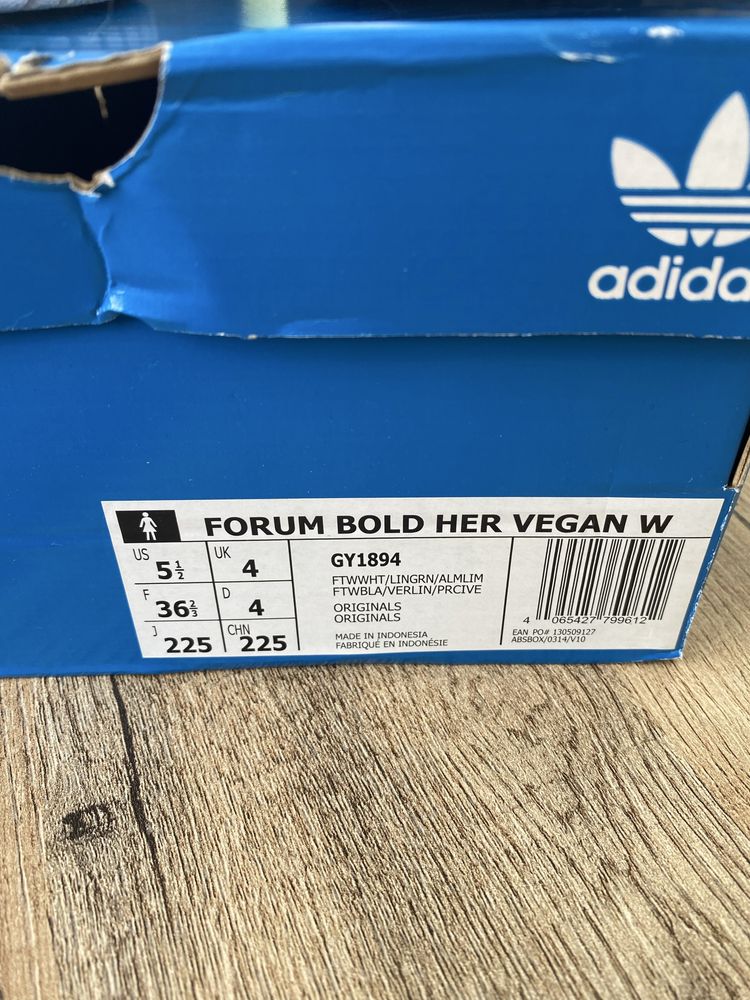 adida
FORUM BOLD HER VEGAN W
US 5½ UK 4
F 36⅔ D 4
J 225 CHN 225
GY1894
FTWWHT/LINGRN/ALMLIM
FTWBLA/VERLIN/PRCIVE
ORIGINALS
ORIGINALS
MADE IN INDONESIA
FABRIQUÉ EN INDONÉSIE
4 065427 799612
EAN PO# 130509127
ABSBOX/0314/V10